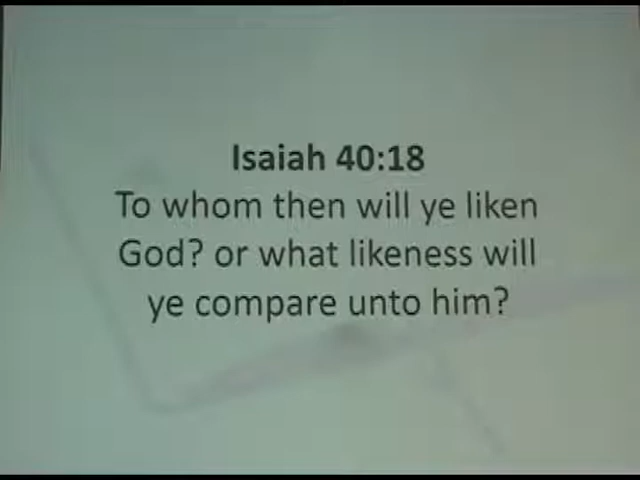 Isaiah 40:18
To whom then will ye liken
God? or what likeness will
ye compare unto him?